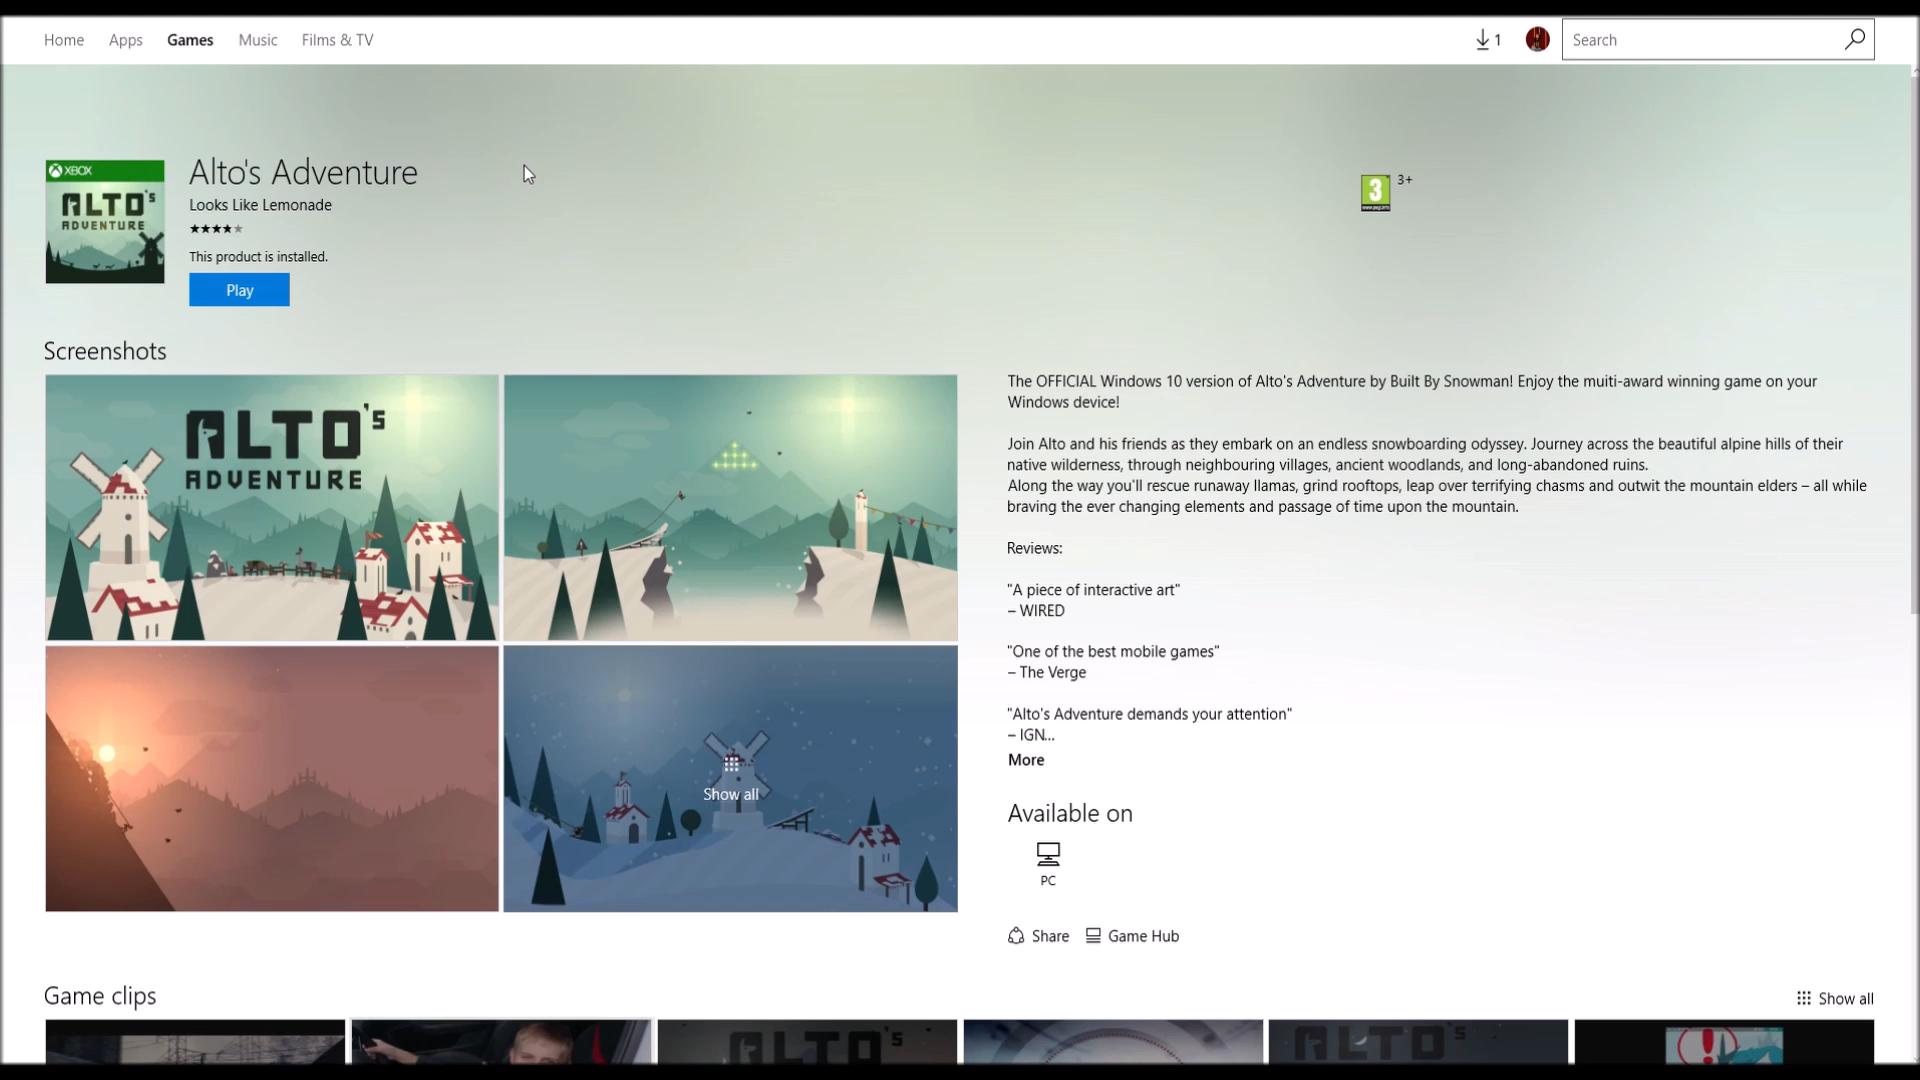 Home Apps Games Music Films & TV 1 Search
XBOX
ALTO'S
ADVENTURE
Alto's Adventure
Looks Like Lemonade
This product is installed.
Play
3 3+
Screenshots
ALTO'S
ADVENTURE
Show all
The OFFICIAL Windows 10 version of Alto's Adventure by Built By Snowman! Enjoy the muiti-award winning game on your
Windows device!
Join Alto and his friends as they embark on an endless snowboarding odyssey. Journey across the beautiful alpine hills of their
native wilderness, through neighbouring villages, ancient woodlands, and long-abandoned ruins.
Along the way you'll rescue runaway llamas, grind rooftops, leap over terrifying chasms and outwit the mountain elders – all while
braving the ever changing elements and passage of time upon the mountain.
Reviews:
"A piece of interactive art"
– WIRED
"One of the best mobile games"
– The Verge
"Alto's Adventure demands your attention"
– IGN...
More
Available on
PC
Share Game Hub
Game clips Show all
ALTO'S ALTO'S